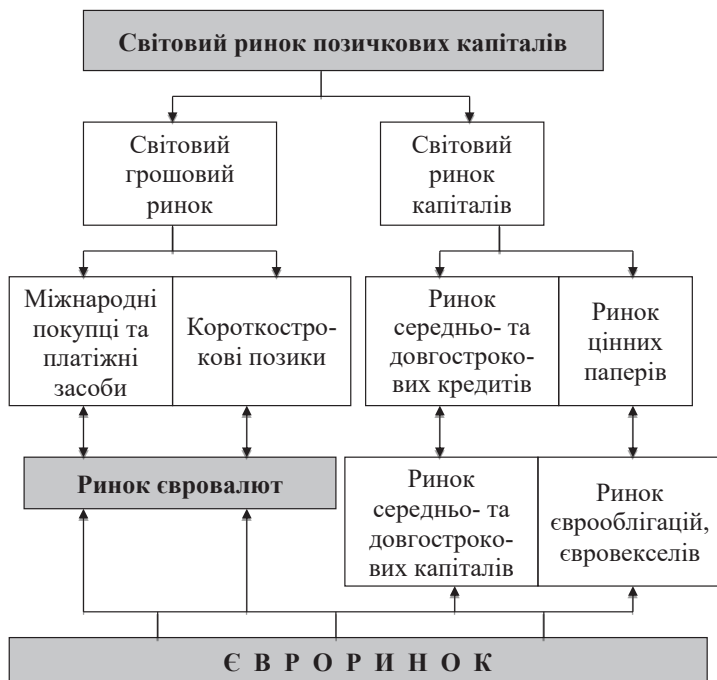 Світовий ринок позичкових капіталів
Світовий
грошовий
ринок
Світовий
ринок
капіталів
Міжнародні
покупці та
платіжні
засоби
Короткостро-
кові позики
Ринок
середньо- та
довгостроко-
вих кредитів
Ринок
цінних
паперів
Ринок євровалют
Ринок
середньо- та
довгостроко-
вих капіталів
Ринок
єврооблігацій,
євровекселів
Є В Р О Р И Н О К